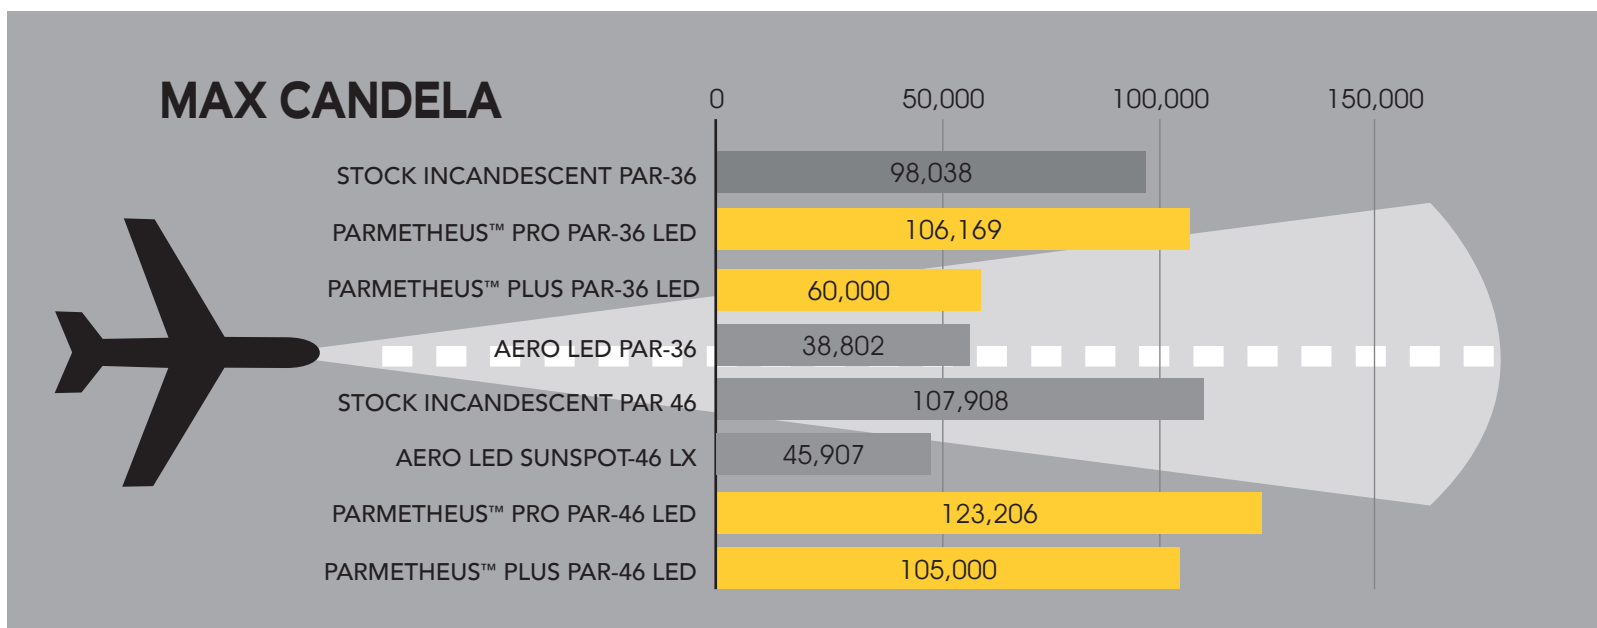 MAX CANDELA
0 50,000 100,000 150,000
STOCK INCANDESCENT PAR-36 98,038
PARMETHEUS™ PRO PAR-36 LED 106,169
PARMETHEUS™ PLUS PAR-36 LED 60,000
AERO LED PAR-36 38,802
STOCK INCANDESCENT PAR 46 107,908
AERO LED SUNSPOT-46 LX 45,907
PARMETHEUS™ PRO PAR-46 LED 123,206
PARMETHEUS™ PLUS PAR-46 LED 105,000